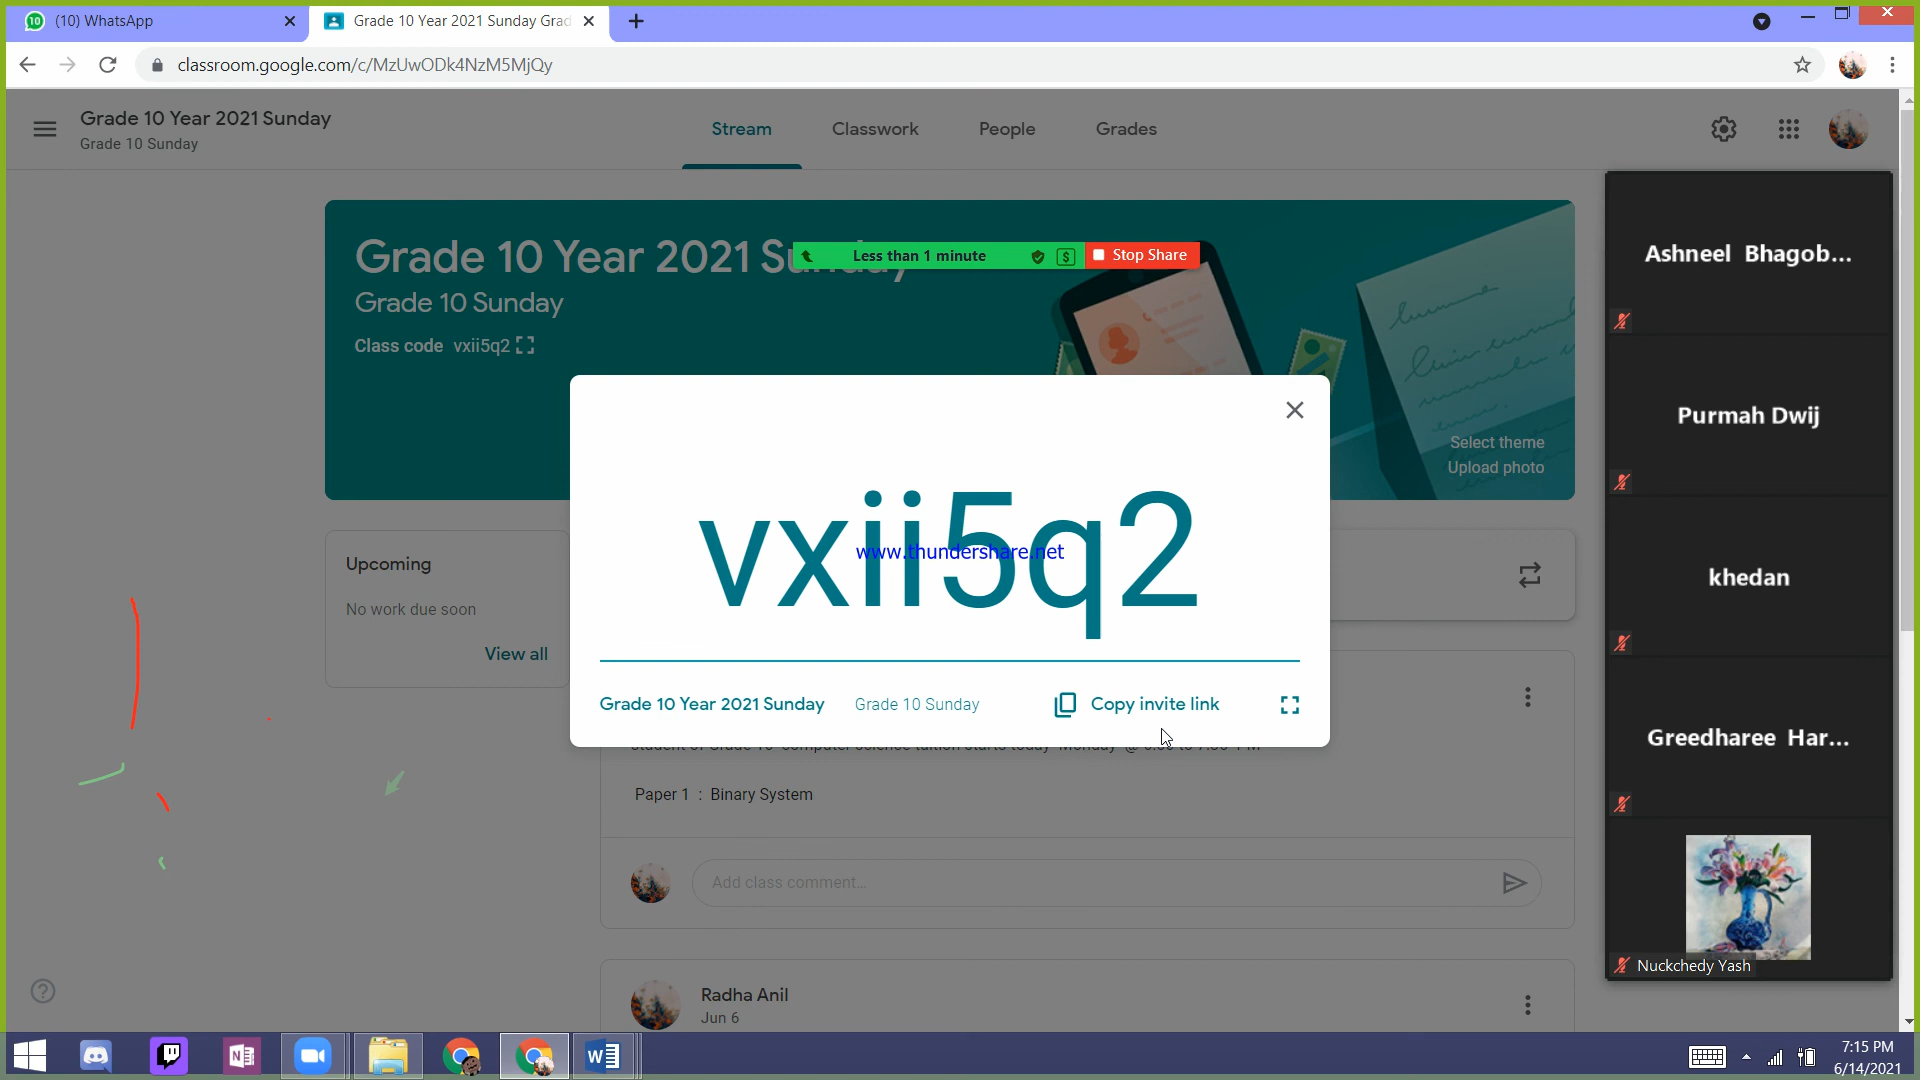 (10) WhatsApp
Grade 10 Year 2021 Sunday Grad
classroom.google.com/c/MzUwODk4NzM5MjQy
Grade 10 Year 2021 Sunday
Grade 10 Sunday
Stream
Classwork
People
Grades
Grade 10 Year 2021 Sunday
Less than 1 minute
Stop Share
Grade 10 Sunday
Class code vxii5q2
Select theme
Upload photo
vxii5q2
www.thundershare.net
Grade 10 Year 2021 Sunday
Grade 10 Sunday
Copy invite link
Upcoming
No work due soon
View all
Paper 1 : Binary System
Add class comment...
Radha Anil
Jun 6
Ashneel Bhagob...
Purmah Dwij
khedan
Greedharee Har...
Nuckchedy Yash
7:15 PM
6/14/2021